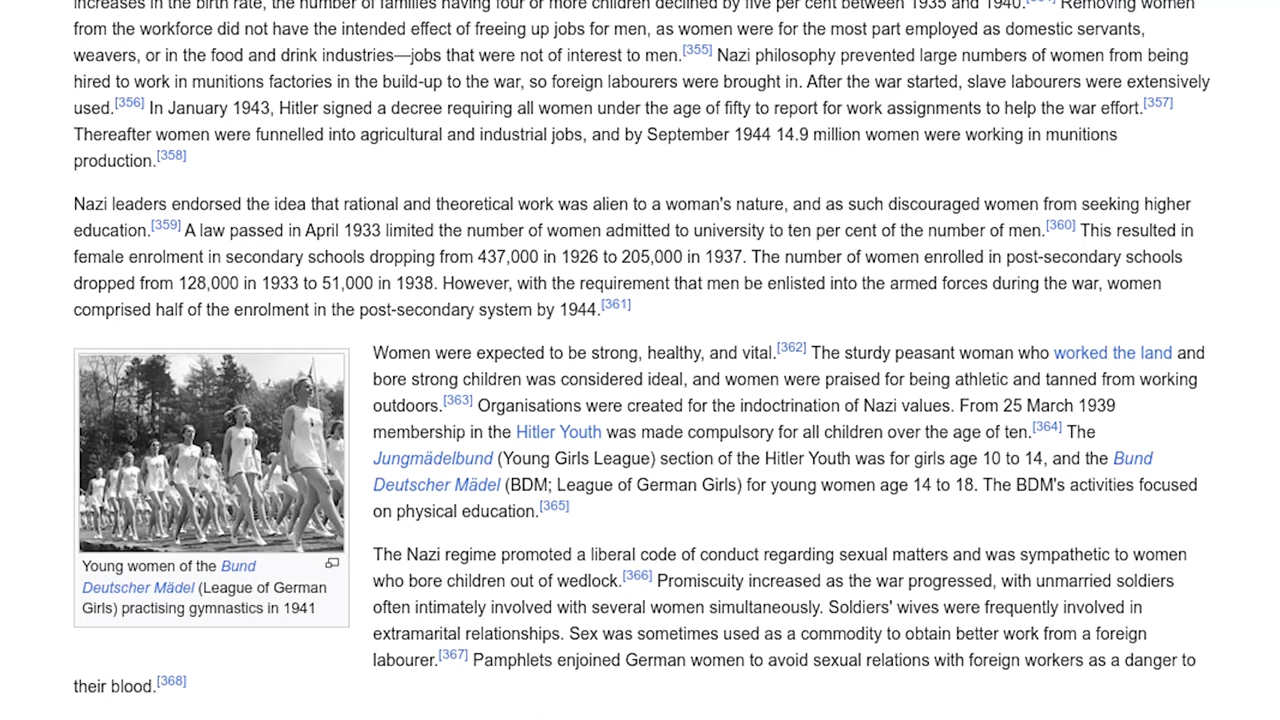 increases in the birth rate, the number of families having four or more children declined by five per cent between 1935 and 1940. Removing women
from the workforce did not have the intended effect of freeing up jobs for men, as women were for the most part employed as domestic servants,
weavers, or in the food and drink industries—jobs that were not of interest to men.[355] Nazi philosophy prevented large numbers of women from being
hired to work in munitions factories in the build-up to the war, so foreign labourers were brought in. After the war started, slave labourers were extensively
used.[356] In January 1943, Hitler signed a decree requiring all women under the age of fifty to report for work assignments to help the war effort.[357]
Thereafter women were funnelled into agricultural and industrial jobs, and by September 1944 14.9 million women were working in munitions
production.[358]
Nazi leaders endorsed the idea that rational and theoretical work was alien to a woman's nature, and as such discouraged women from seeking higher
education.[359] A law passed in April 1933 limited the number of women admitted to university to ten per cent of the number of men.[360] This resulted in
female enrolment in secondary schools dropping from 437,000 in 1926 to 205,000 in 1937. The number of women enrolled in post-secondary schools
dropped from 128,000 in 1933 to 51,000 in 1938. However, with the requirement that men be enlisted into the armed forces during the war, women
comprised half of the enrolment in the post-secondary system by 1944.[361]
Women were expected to be strong, healthy, and vital.[362] The sturdy peasant woman who worked the land and
bore strong children was considered ideal, and women were praised for being athletic and tanned from working
outdoors.[363] Organisations were created for the indoctrination of Nazi values. From 25 March 1939
membership in the Hitler Youth was made compulsory for all children over the age of ten.[364] The
Jungmädelbund (Young Girls League) section of the Hitler Youth was for girls age 10 to 14, and the Bund
Deutscher Mädel (BDM; League of German Girls) for young women age 14 to 18. The BDM's activities focused
on physical education.[365]
Young women of the Bund
Deutscher Mädel (League of German
Girls) practising gymnastics in 1941
The Nazi regime promoted a liberal code of conduct regarding sexual matters and was sympathetic to women
who bore children out of wedlock.[366] Promiscuity increased as the war progressed, with unmarried soldiers
often intimately involved with several women simultaneously. Soldiers' wives were frequently involved in
extramarital relationships. Sex was sometimes used as a commodity to obtain better work from a foreign
labourer.[367] Pamphlets enjoined German women to avoid sexual relations with foreign workers as a danger to
their blood.[368]